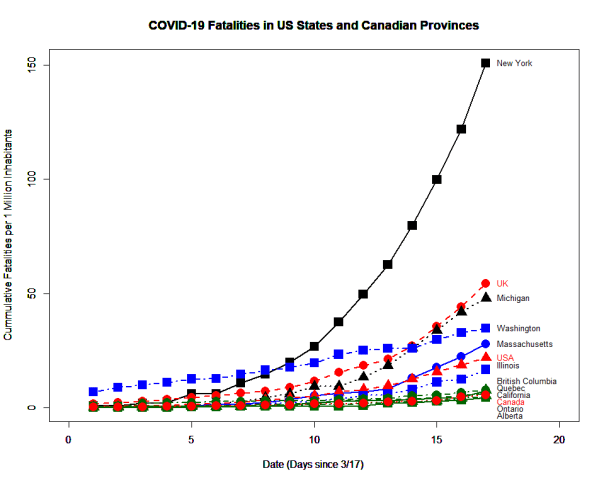 COVID-19 Fatalities in US States and Canadian Provinces
Cummulative Fatalities per 1 Million Inhabitants
150
100
50
0
New York
UK
Michigan
Washington
Massachusetts
USA
Illinois
British Columbia
Quebec
California
Canada
Ontario
Alberta
0 5 10 15 20
Date (Days since 3/17)